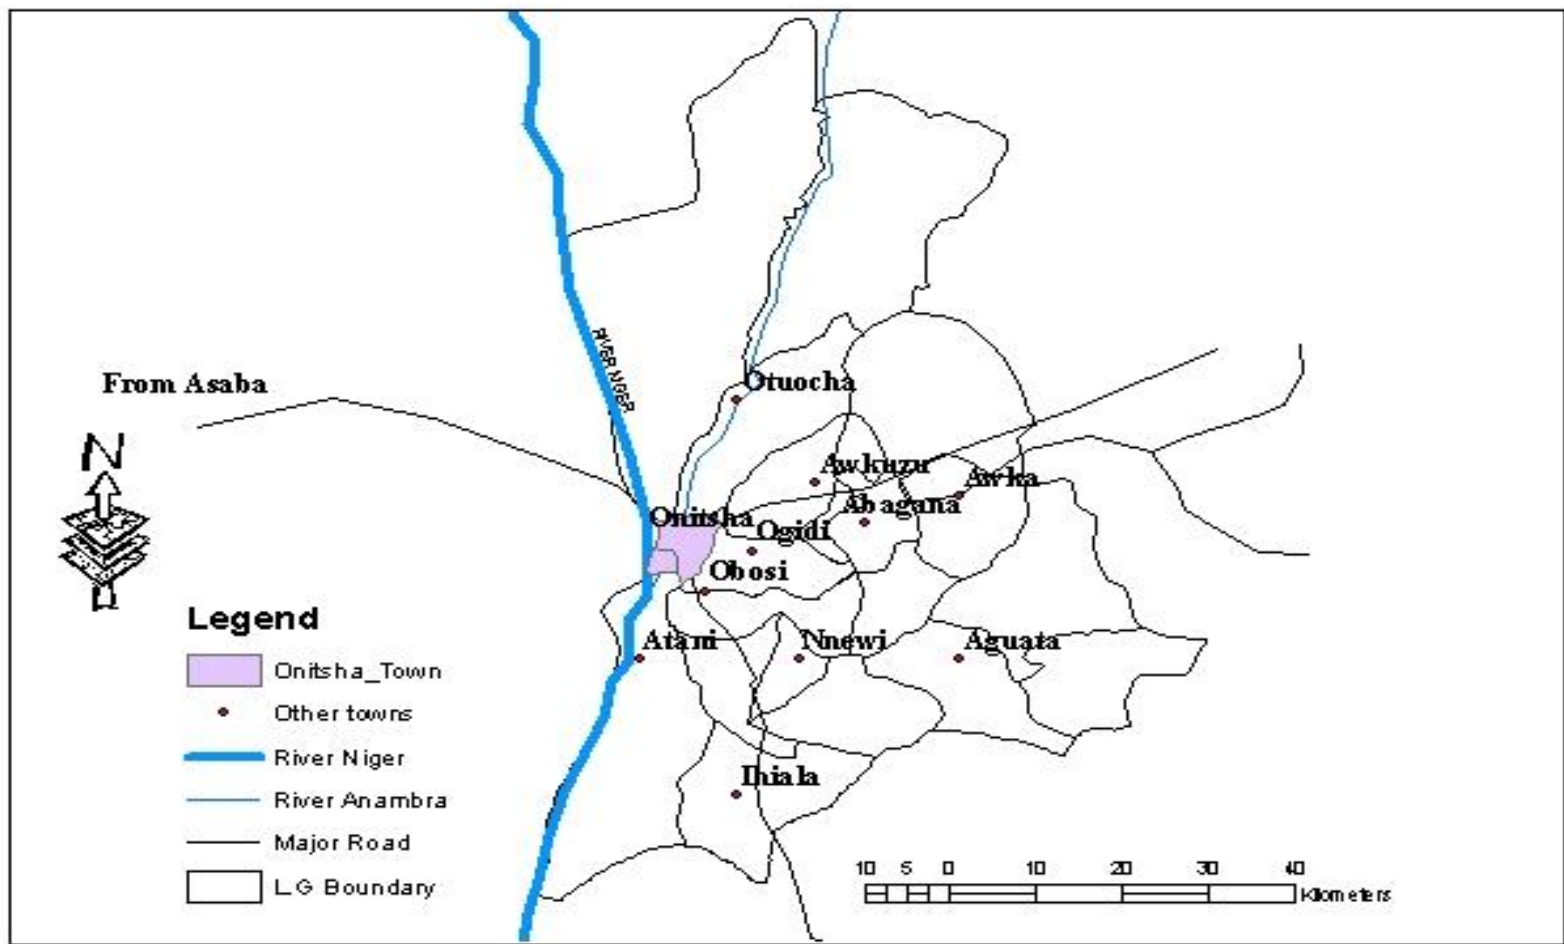 RIVER NIGER
From Asaba
Otuocha
N
Awkuzu
Awka
Abagana
Onitsha
Ogidi
Obosi
Legend
Atani
Nnewi
Aguata
Onitsha_Town
Other towns
River Niger
Ihiala
River Anambra
Major Road
L.G Boundary
10 5 0 10 20 30 40
Kilometers